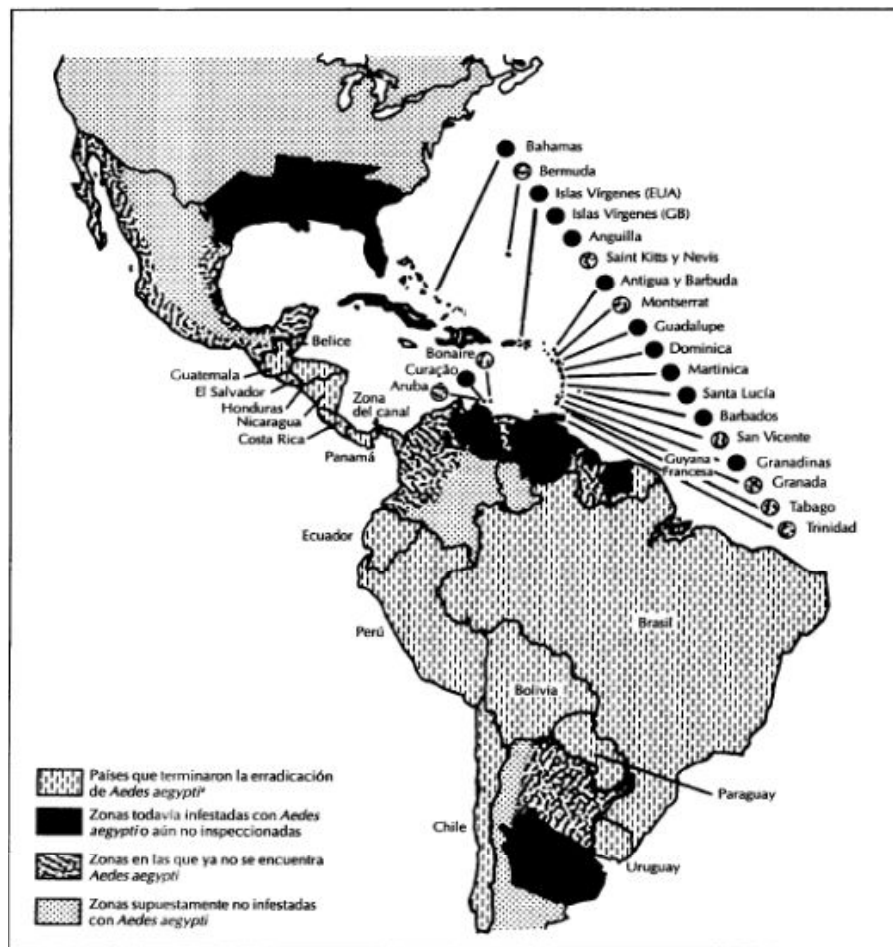 Bahamas
Bermuda
Islas Vírgenes (EUA)
Islas Vírgenes (GB)
Anguilla
Saint Kitts y Nevis
Antigua y Barbuda
Montserrat
Guadalupe
Dominica
Martinica
Santa Lucía
Barbados
San Vicente
Granadinas
Granada
Tabago
Trinidad
Belice
Bonaire
Curaçâo
Aruba
Guatemala
El Salvador
Honduras
Nicaragua
Costa Rica
Zona
del canal
Panamá
Guyana
Francesa
Ecuador
Perú
Brasil
Bolivia
Paraguay
Chile
Uruguay
Países que terminaron la erradicación
de Aedes aegypti
Zonas todavía infestadas con Aedes
aegypti o aún no inspeccionadas
Zonas en las que ya no se encuentra
Aedes aegypti
Zonas supuestamente no infestadas
con Aedes aegypti